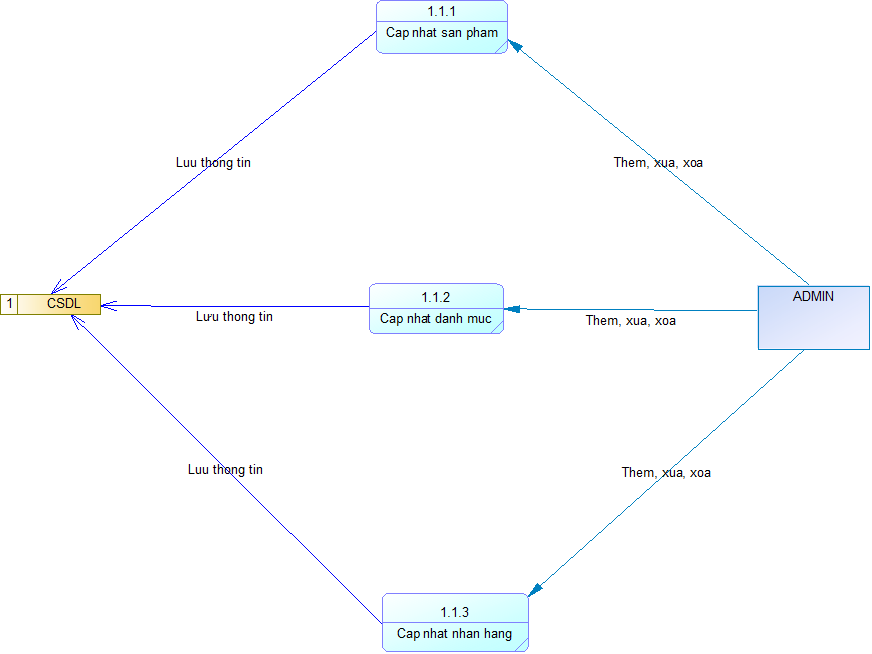 1.1.1
Cap nhat san pham
Luu thong tin
Them, xua, xoa
1
CSDL
1.1.2
Cap nhat danh muc
ADMIN
Lưu thong tin
Them, xua, xoa
Luu thong tin
Them, xua, xoa
1.1.3
Cap nhat nhan hang